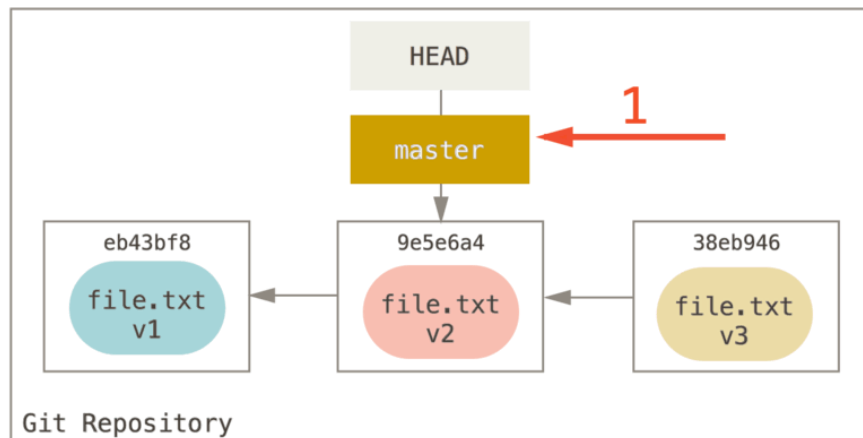 HEAD
1
master
eb43bf8
9e5e6a4
38eb946
file.txt
v1
file.txt
v2
file.txt
v3
Git Repository